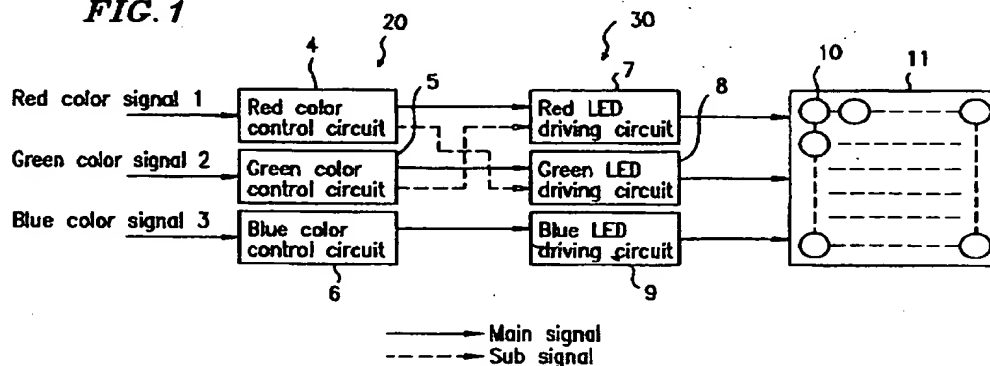 FIG. 1
20
30
4
5
7
8
10
11
Red color signal 1
Red color
control circuit
Red LED
driving circuit
Green color signal 2
Green color
control circuit
Green LED
driving circuit
Blue color signal 3
Blue color
control circuit
Blue LED
driving circuit
6
9
Main signal
Sub signal